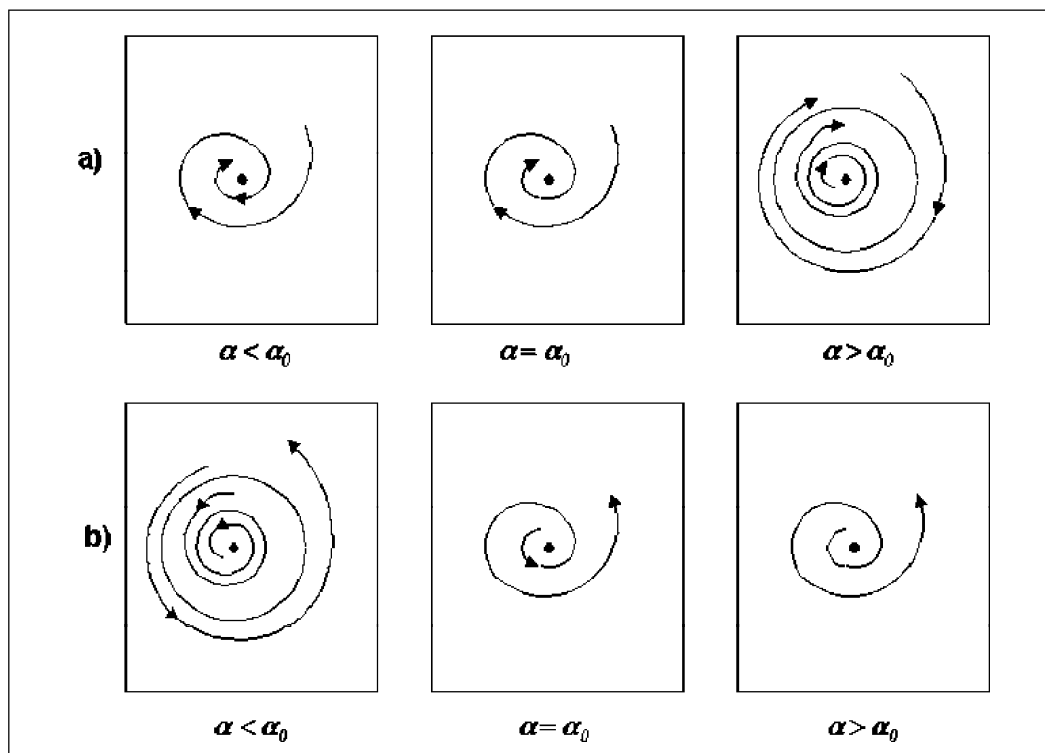 a)
α < α₀ α = α₀ α > α₀
b)
α < α₀ α = α₀ α > α₀